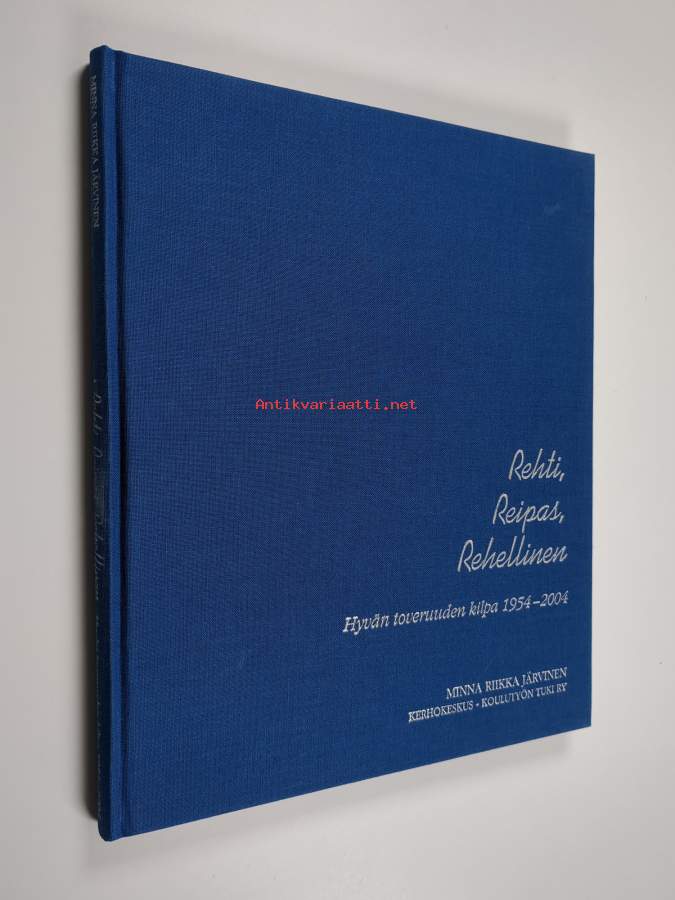 MINNA RIIKKA JÄRVINEN
Antikvariaatti.net
Rehti,
Reipas,
Rehellinen
Hyvän toveruuden kilpa 1954–2004
MINNA RIIKKA JÄRVINEN
KERHOKESKUS - KOULUTYÖN TUKI RY
Rehellinen